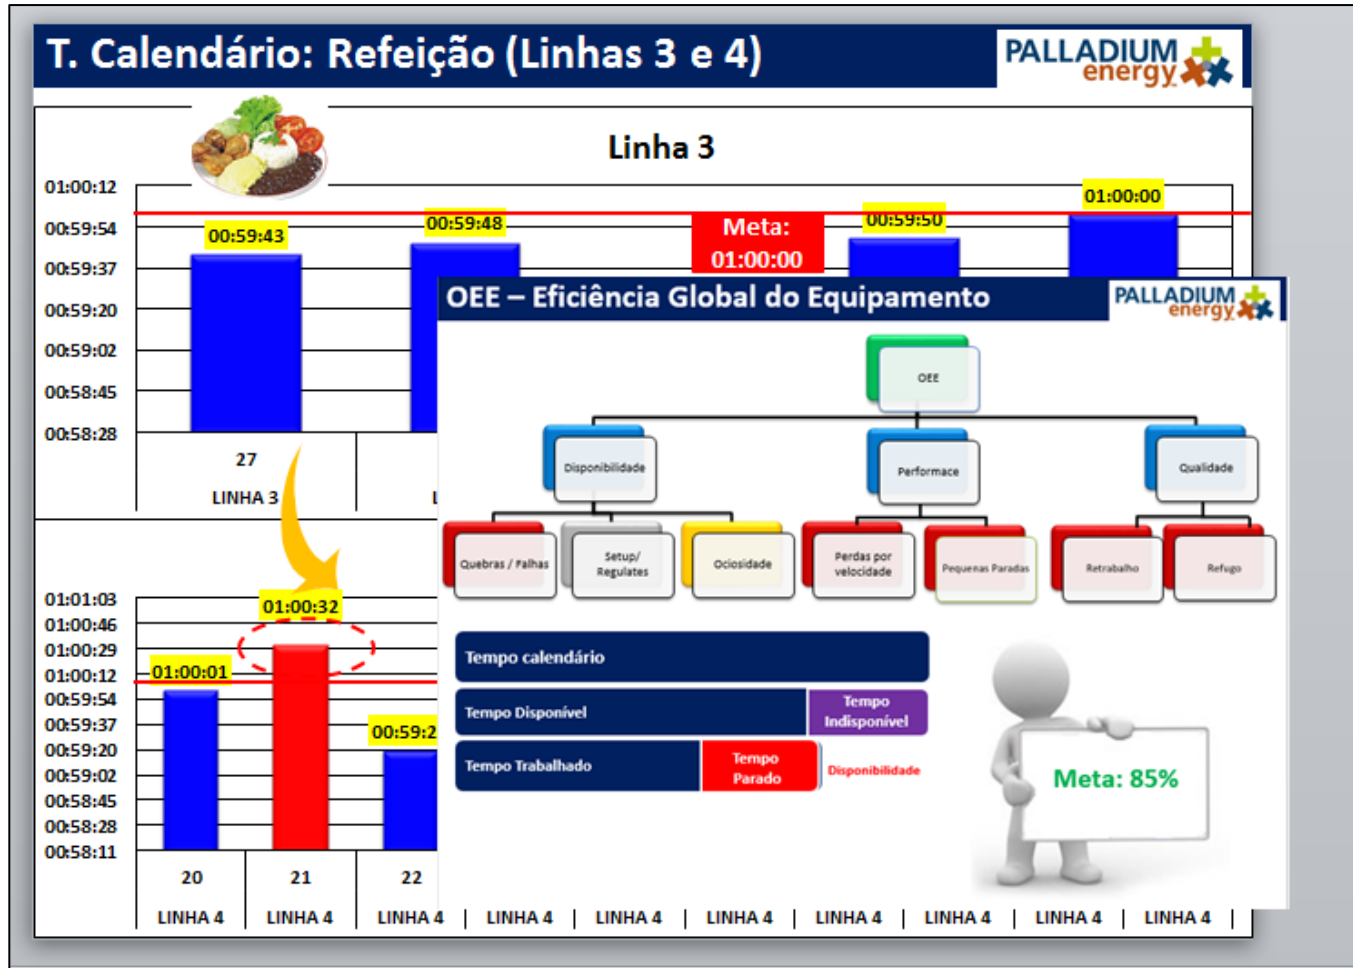 T. Calendário: Refeição (Linhas 3 e 4)
PALLADIUM
energy
Linha 3
01:00:12
00:59:54
00:59:37
00:59:20
00:59:02
00:58:45
00:58:28
00:59:43
00:59:48
Meta:
01:00:00
00:59:50
01:00:00
27
LINHA 3
01:01:03
01:00:46
01:00:29
01:00:12
00:59:54
00:59:37
00:59:20
00:59:02
00:58:45
00:58:28
00:58:11
01:00:01
01:00:32
00:59:2
20
21
22
LINHA 4
LINHA 4
LINHA 4
LINHA 4
LINHA 4
LINHA 4
LINHA 4
LINHA 4
LINHA 4
LINHA 4
OEE – Eficiência Global do Equipamento
PALLADIUM
energy
OEE
Disponibilidade
Performace
Qualidade
Quebras / Falhas
Setup/
Regulates
Ociosidade
Perdas por
velocidade
Pequenas Paradas
Retrabalho
Refugo
Tempo calendário
Tempo Disponível
Tempo
Indisponível
Tempo Trabalhado
Tempo
Parado
Disponibilidade
Meta: 85%